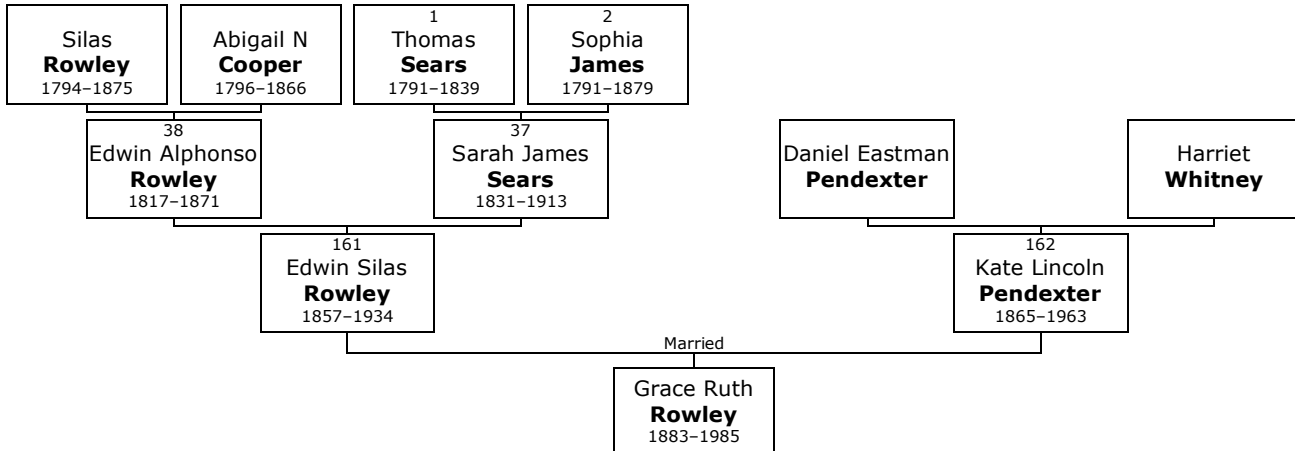 Silas
Rowley
1794–1875
Abigail N
Cooper
1796–1866
1
Thomas
Sears
1791–1839
2
Sophia
James
1791–1879
38
Edwin Alphonso
Rowley
1817–1871
37
Sarah James
Sears
1831–1913
Daniel Eastman
Pendexter
Harriet
Whitney
161
Edwin Silas
Rowley
1857–1934
162
Kate Lincoln
Pendexter
1865–1963
Married
Grace Ruth
Rowley
1883–1985